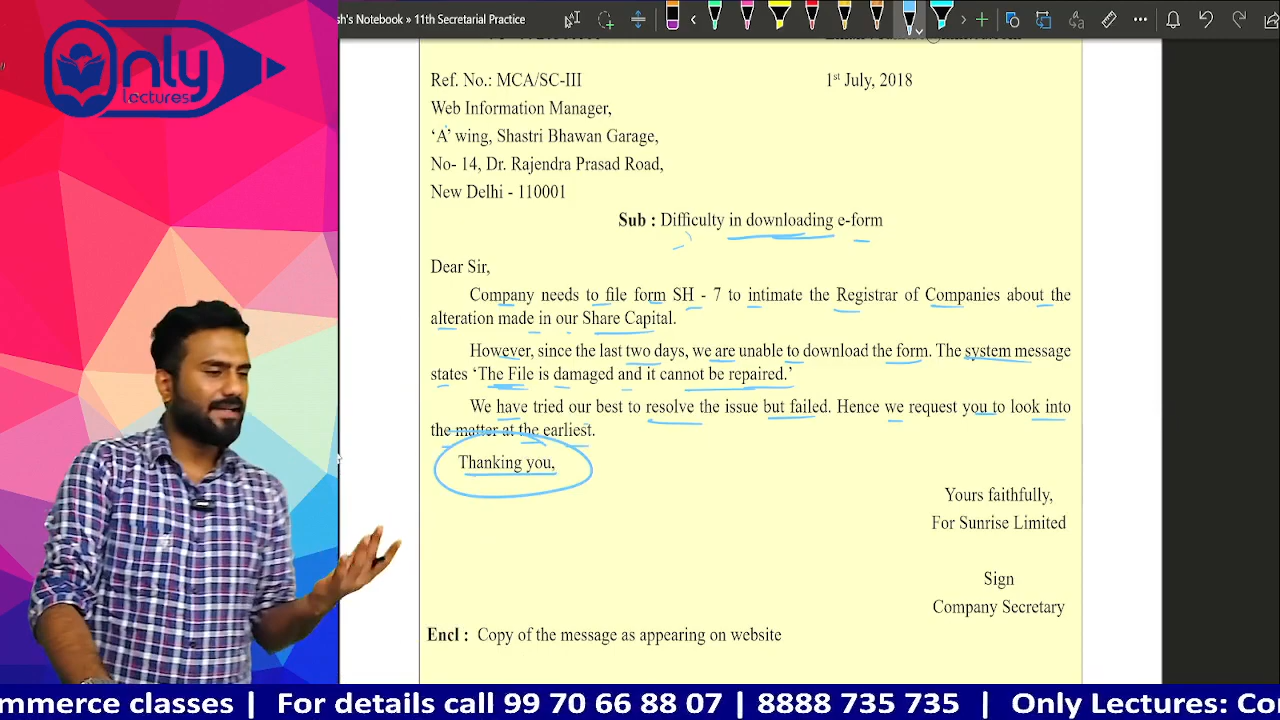 sh's Notebook » 11th Secretarial Practice
Only
lectures
Ref. No.: MCA/SC-III 1st July, 2018
Web Information Manager,
‘A’ wing, Shastri Bhawan Garage,
No- 14, Dr. Rajendra Prasad Road,
New Delhi - 110001
Sub : Difficulty in downloading e-form
Dear Sir,
Company needs to file form SH - 7 to intimate the Registrar of Companies about the
alteration made in our Share Capital.
However, since the last two days, we are unable to download the form. The system message
states ‘The File is damaged and it cannot be repaired.’
We have tried our best to resolve the issue but failed. Hence we request you to look into
the matter at the earliest.
Thanking you,
Yours faithfully,
For Sunrise Limited
Sign
Company Secretary
Encl : Copy of the message as appearing on website
ommerce classes | For details call 99 70 66 88 07 | 8888 735 735 | Only Lectures: Co